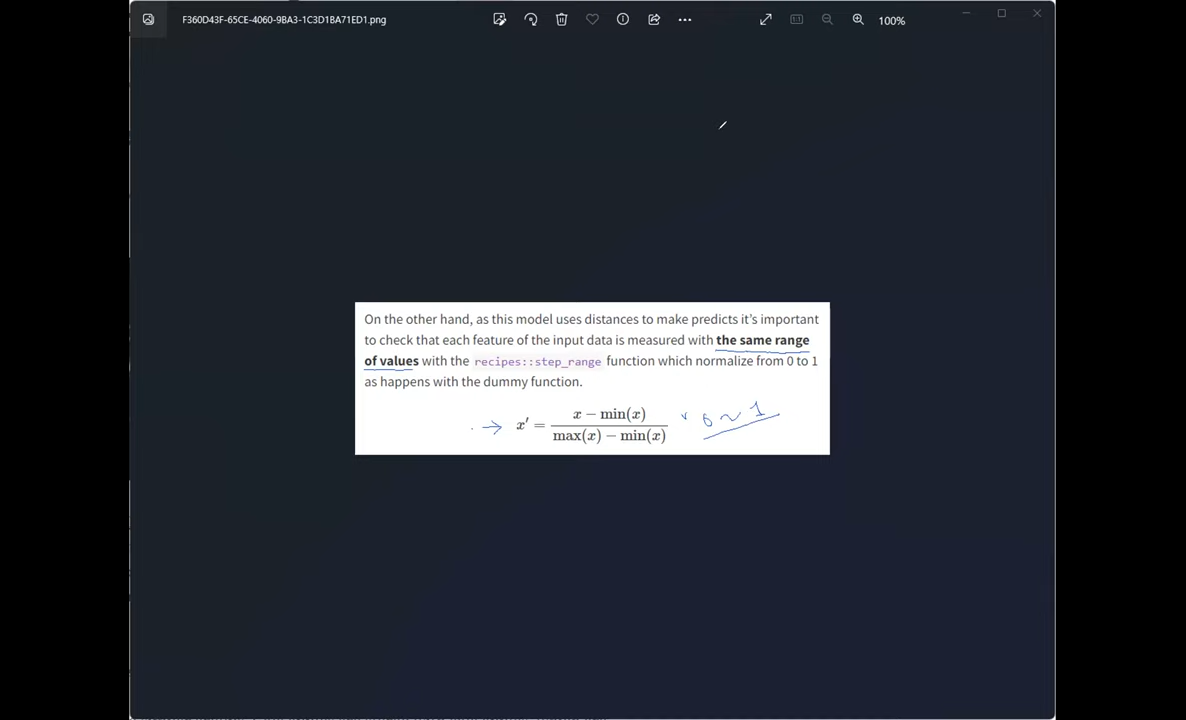 F360D43F-65CE-4060-9BA3-1C3D1BA71ED1.png
100%
On the other hand, as this model uses distances to make predicts it's important
to check that each feature of the input data is measured with the same range
of values with the recipes::step_range function which normalize from 0 to 1
as happens with the dummy function.
→ x′ = (x − min(x)) / (max(x) − min(x))
0 ~ 1